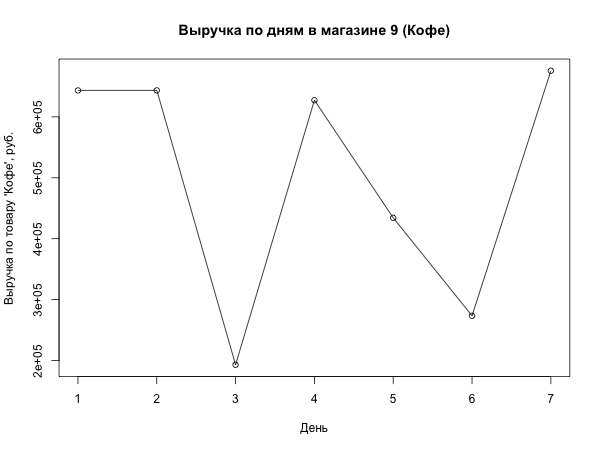 Выручка по дням в магазине 9 (Кофе)
Выручка по товару 'Кофе', руб.
6e+05
5e+05
4e+05
3e+05
2e+05
1 2 3 4 5 6 7
День